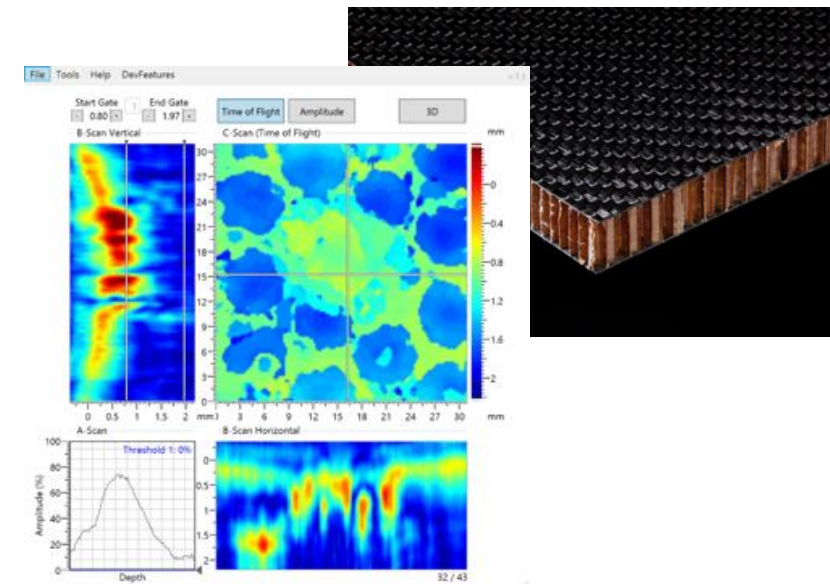 File Tools Help DevFeatures
Start Gate 1 End Gate
- 0.80 + - 1.97 +
Time of Flight Amplitude 3D
B-Scan Vertical C-Scan (Time of Flight) mm
30
27
24
21
18
15
12
9
6
3
0
0
0.4
0.8
1.2
1.6
2
0 0.5 1 1.5 2 mm
3 6 9 12 15 18 21 24 27 30 mm
A-Scan B-Scan Horizontal
Threshold 1: 0%
Amplitude (%)
100
80
60
40
20
0
Depth
0
0.5
1
1.5
2
32 / 43